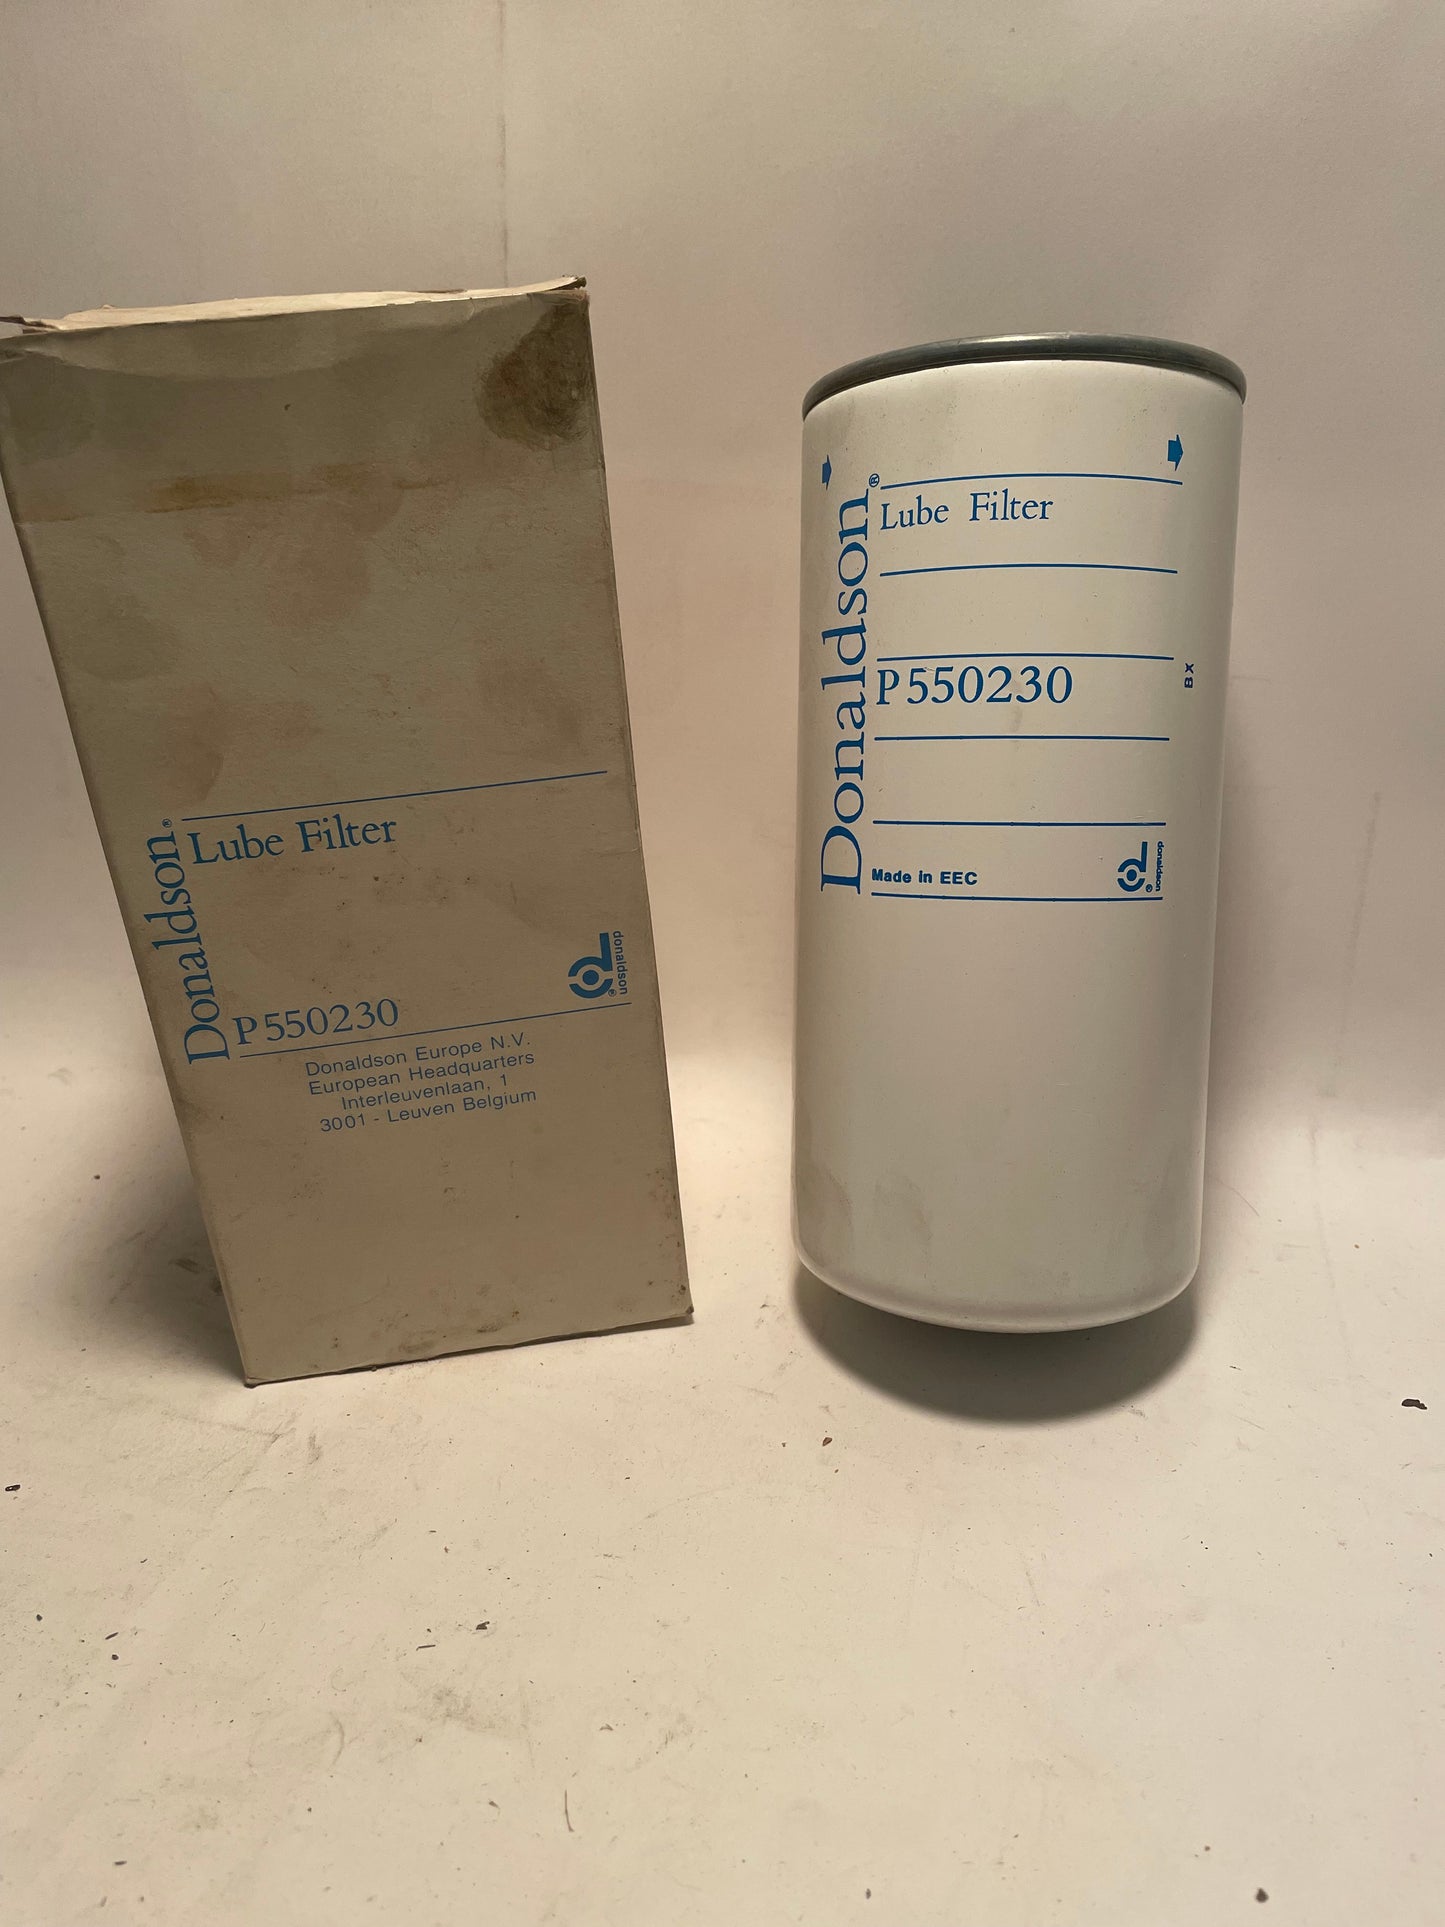 Donaldson®
Lube Filter
P550230
donaldson®
Donaldson Europe N.V.
European Headquarters
Interleuvenlaan, 1
3001 - Leuven Belgium
Donaldson®
Lube Filter
P550230
BX
Made in EEC
donaldson®